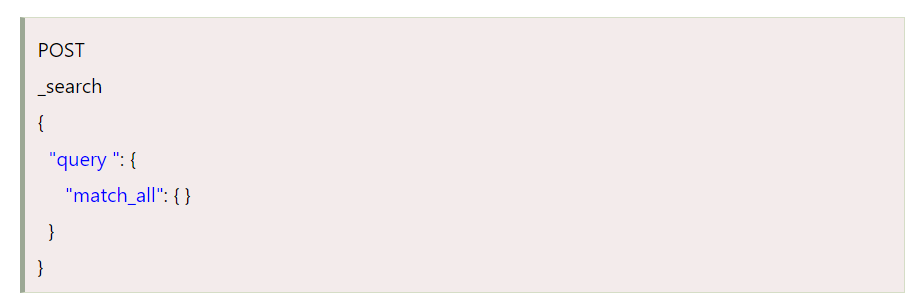 POST
_search
{
"query ": {
"match_all": { }
}
}